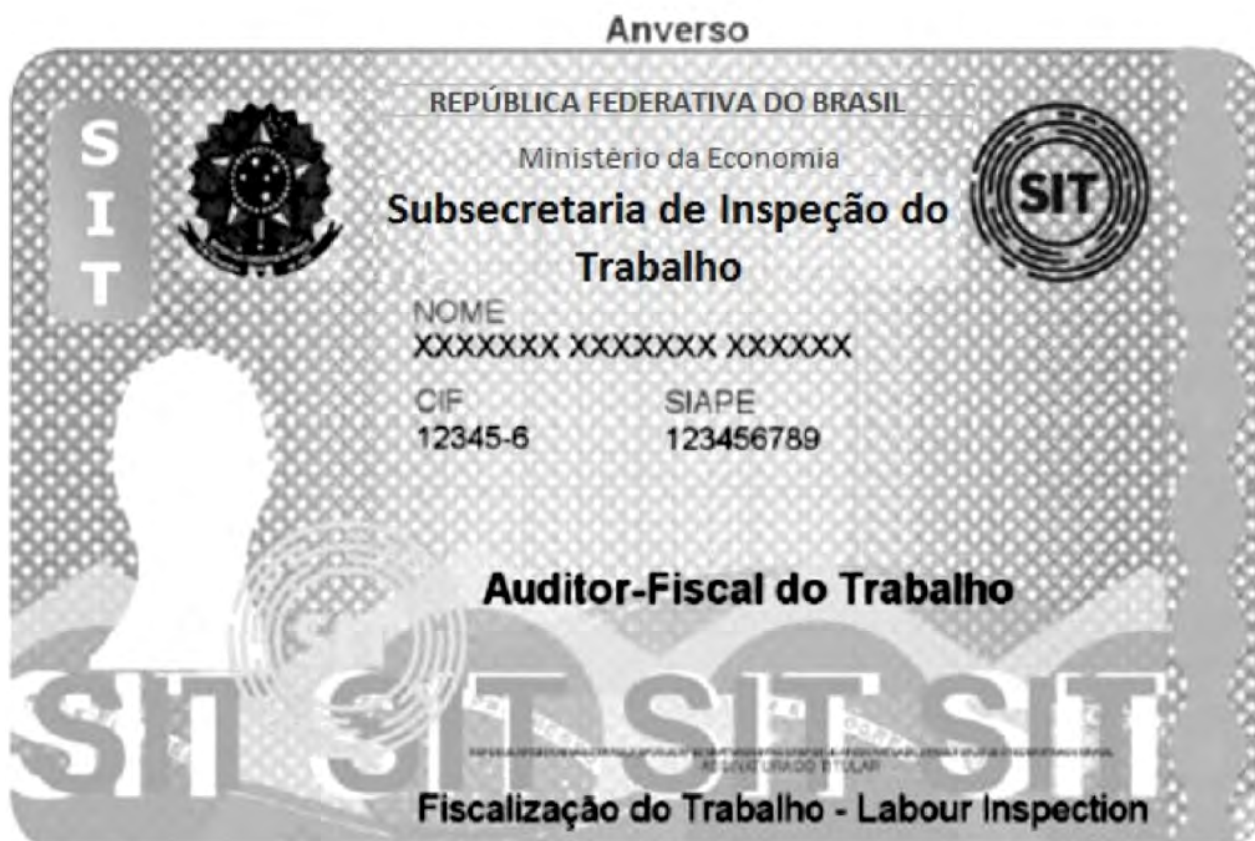 Anverso
SIT
REPÚBLICA FEDERATIVA DO BRASIL
Ministério da Economia
SIT
Subsecretaria de Inspeção do
Trabalho
NOME
XXXXXXX XXXXXXX XXXXXX
CIF SIAPE
12345-6 123456789
Auditor-Fiscal do Trabalho
SIT SIT SIT SIT
ASSINATURA DO TITULAR
Fiscalização do Trabalho - Labour Inspection